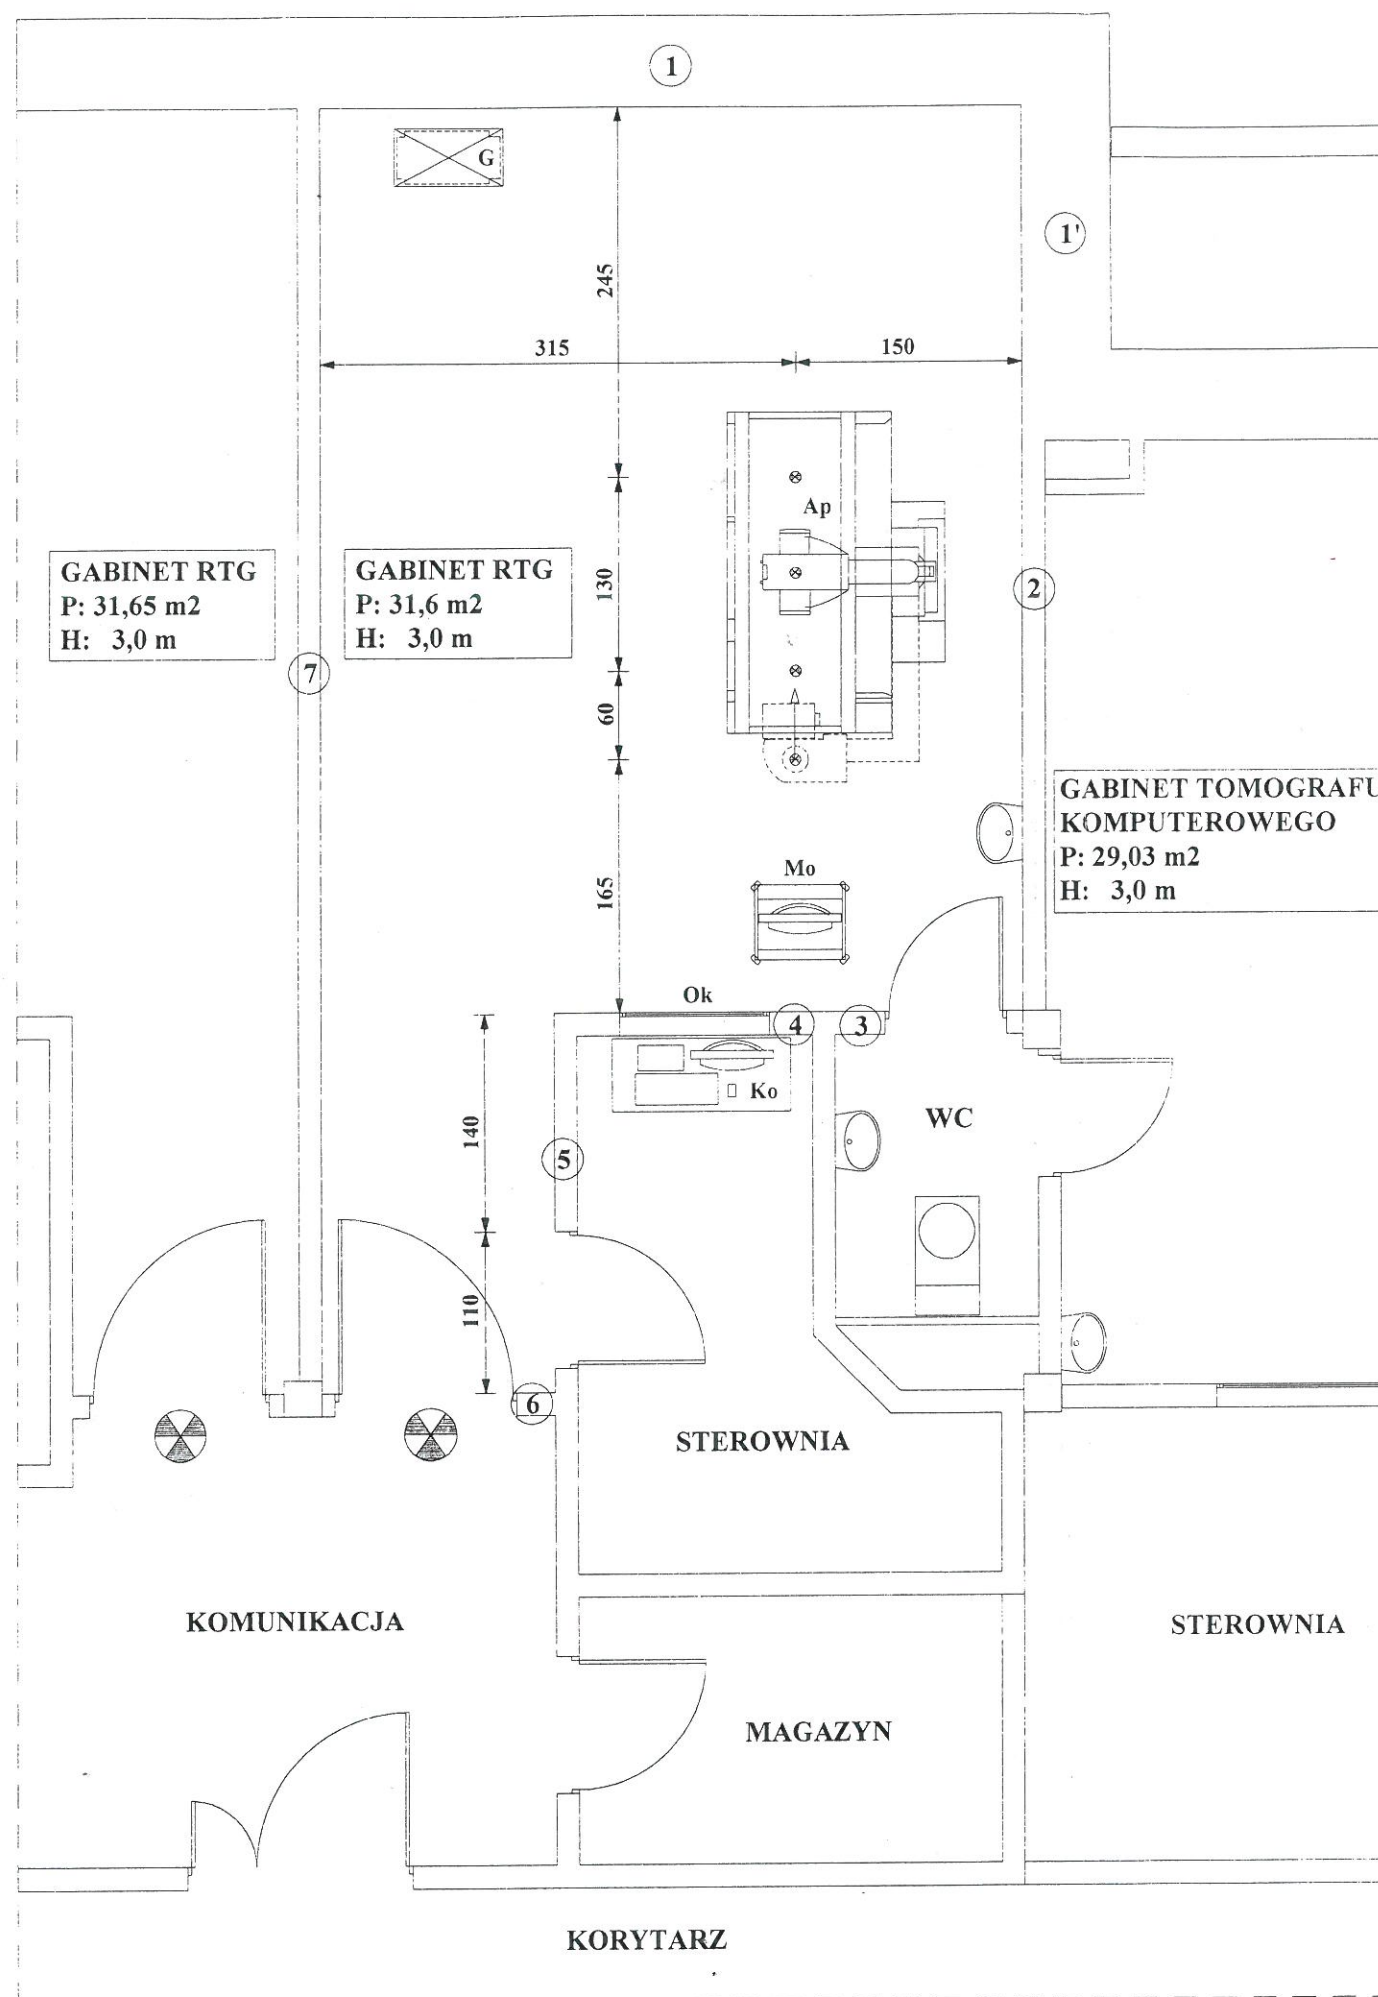 1
G
1'
245
315
150
Ap
GABINET RTG
P: 31,65 m2
H: 3,0 m
GABINET RTG
P: 31,6 m2
H: 3,0 m
130
2
7
60
GABINET TOMOGRAFU
KOMPUTEROWEGO
P: 29,03 m2
H: 3,0 m
Mo
165
Ok
4
3
Ko
140
WC
5
110
6
STEROWNIA
KOMUNIKACJA
STEROWNIA
MAGAZYN
KORYTARZ